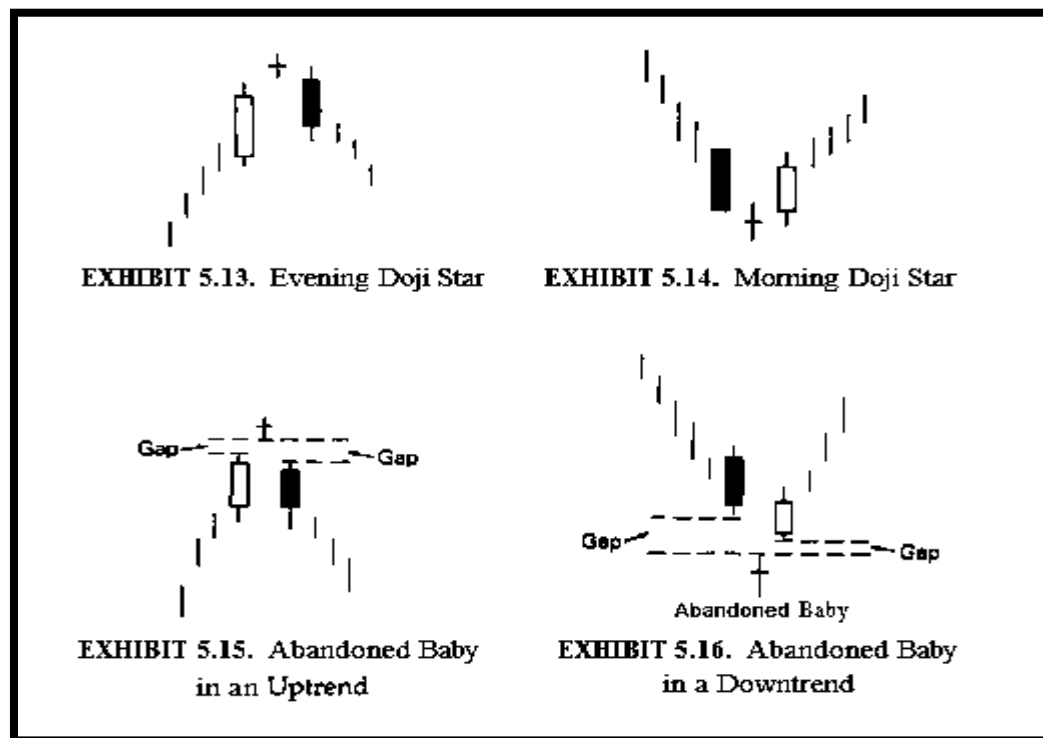 EXHIBIT 5.13. Evening Doji Star
EXHIBIT 5.14. Morning Doji Star
Gap
Gap
EXHIBIT 5.15. Abandoned Baby
in an Uptrend
Gap
Gap
Abandoned Baby
EXHIBIT 5.16. Abandoned Baby
in a Downtrend